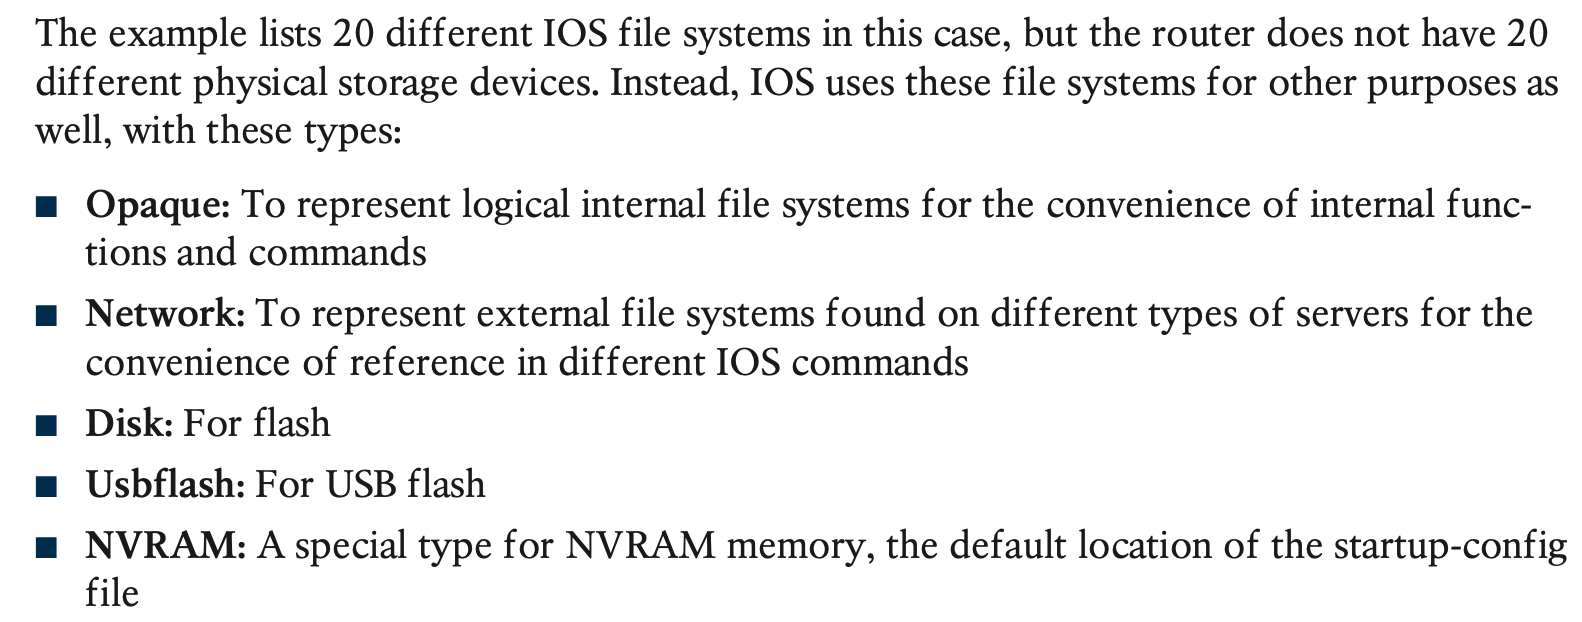 The example lists 20 different IOS file systems in this case, but the router does not have 20
different physical storage devices. Instead, IOS uses these file systems for other purposes as
well, with these types:
■ Opaque: To represent logical internal file systems for the convenience of internal func-
tions and commands
■ Network: To represent external file systems found on different types of servers for the
convenience of reference in different IOS commands
■ Disk: For flash
■ Usbflash: For USB flash
■ NVRAM: A special type for NVRAM memory, the default location of the startup-config
file